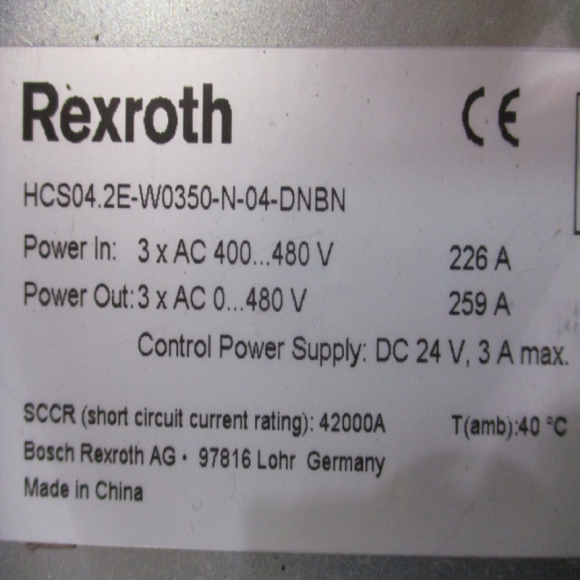 Rexroth CE
HCS04.2E-W0350-N-04-DNBN
Power In: 3 x AC 400...480 V 226 A
Power Out: 3 x AC 0...480 V 259 A
Control Power Supply: DC 24 V, 3 A max.
SCCR (short circuit current rating): 42000A T(amb):40 °C
Bosch Rexroth AG • 97816 Lohr Germany
Made in China